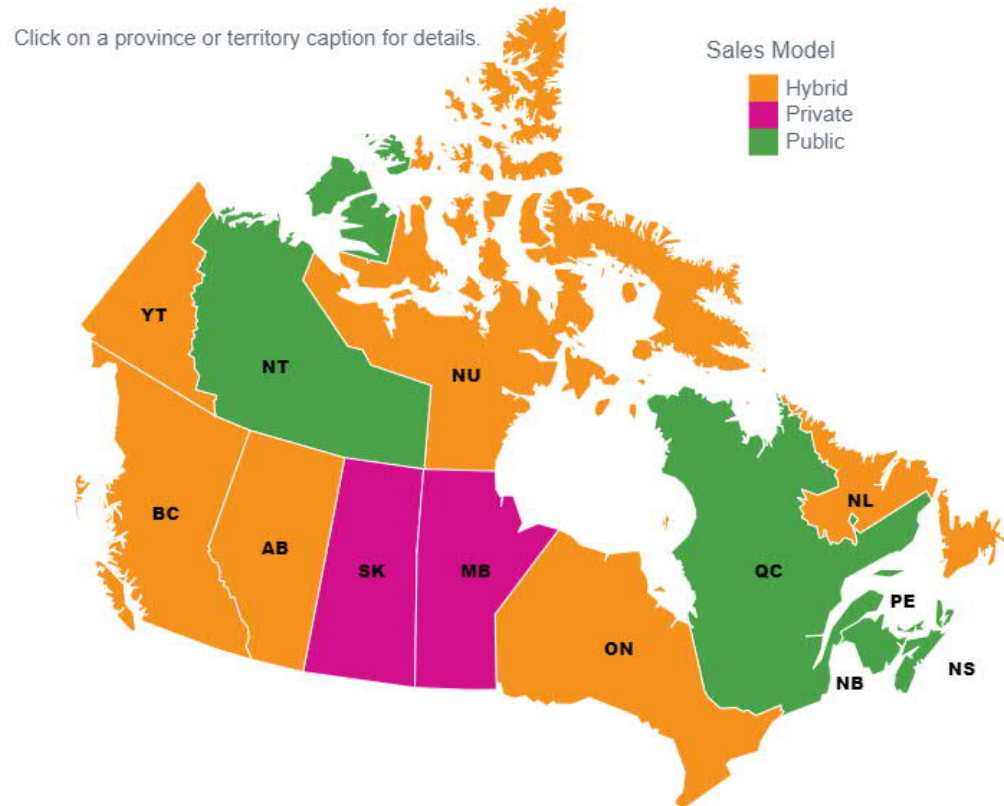 Click on a province or territory caption for details.
Sales Model
Hybrid
Private
Public
YT
NT
NU
BC
AB
SK
MB
ON
QC
NL
PE
NB
NS